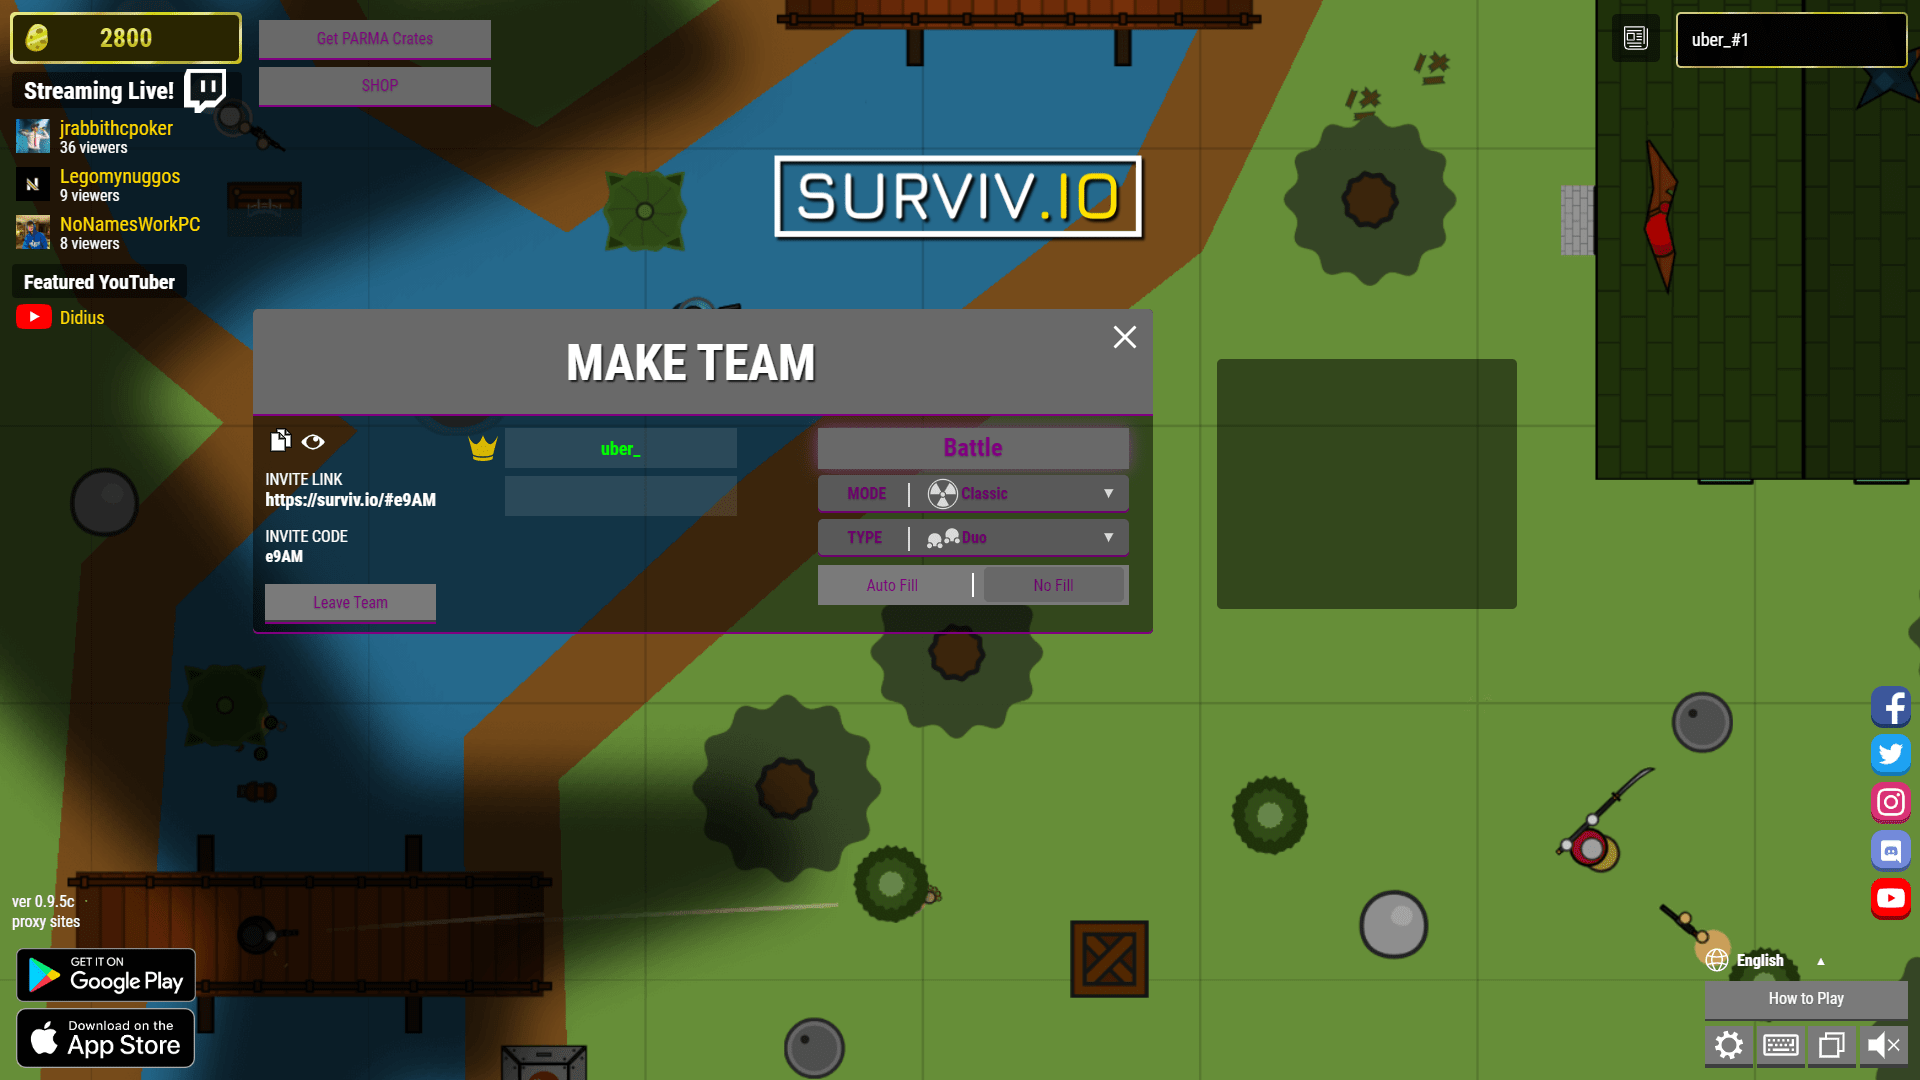 2800
Get PARMA Crates
SHOP
uber_#1
Streaming Live!
jrabbithcpoker
36 viewers
Legomynuggos
9 viewers
NoNamesWorkPC
8 viewers
Featured YouTuber
Didius
SURVIV.IO
MAKE TEAM
INVITE LINK
https://surviv.io/#e9AM
INVITE CODE
e9AM
Leave Team
uber_
Battle
MODE Classic
TYPE Duo
Auto Fill No Fill
ver 0.9.5c
proxy sites
GET IT ON
Google Play
Download on the
App Store
English
How to Play